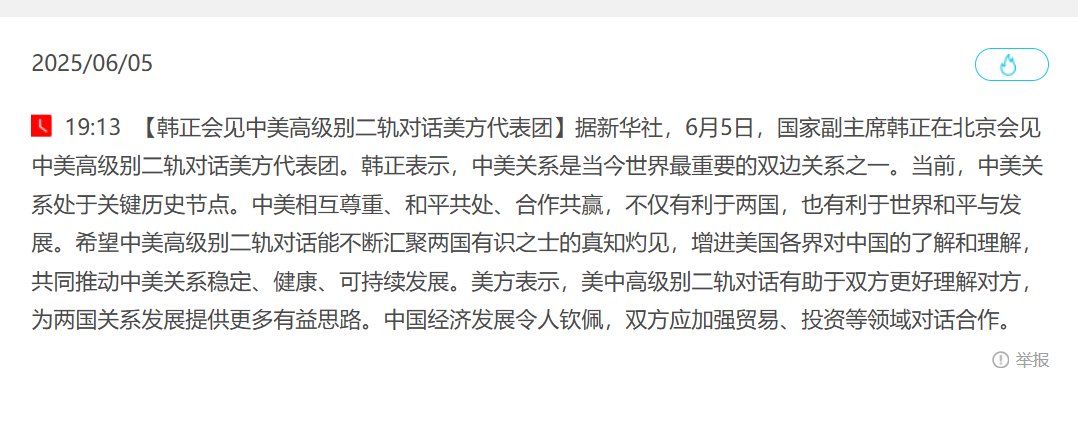 2025/06/05
19:13 【韩正会见中美高级别二轨对话美方代表团】据新华社，6月5日，国家副主席韩正在北京会见
中美高级别二轨对话美方代表团。韩正表示，中美关系是当今世界最重要的双边关系之一。当前，中美关
系处于关键历史节点。中美相互尊重、和平共处、合作共赢，不仅有利于两国，也有利于世界和平与发
展。希望中美高级别二轨对话能不断汇聚两国有识之士的真知灼见，增进美国各界对中国的了解和理解，
共同推动中美关系稳定、健康、可持续发展。美方表示，美中高级别二轨对话有助于双方更好理解对方，
为两国关系发展提供更多有益思路。中国经济发展令人钦佩，双方应加强贸易、投资等领域对话合作。
举报